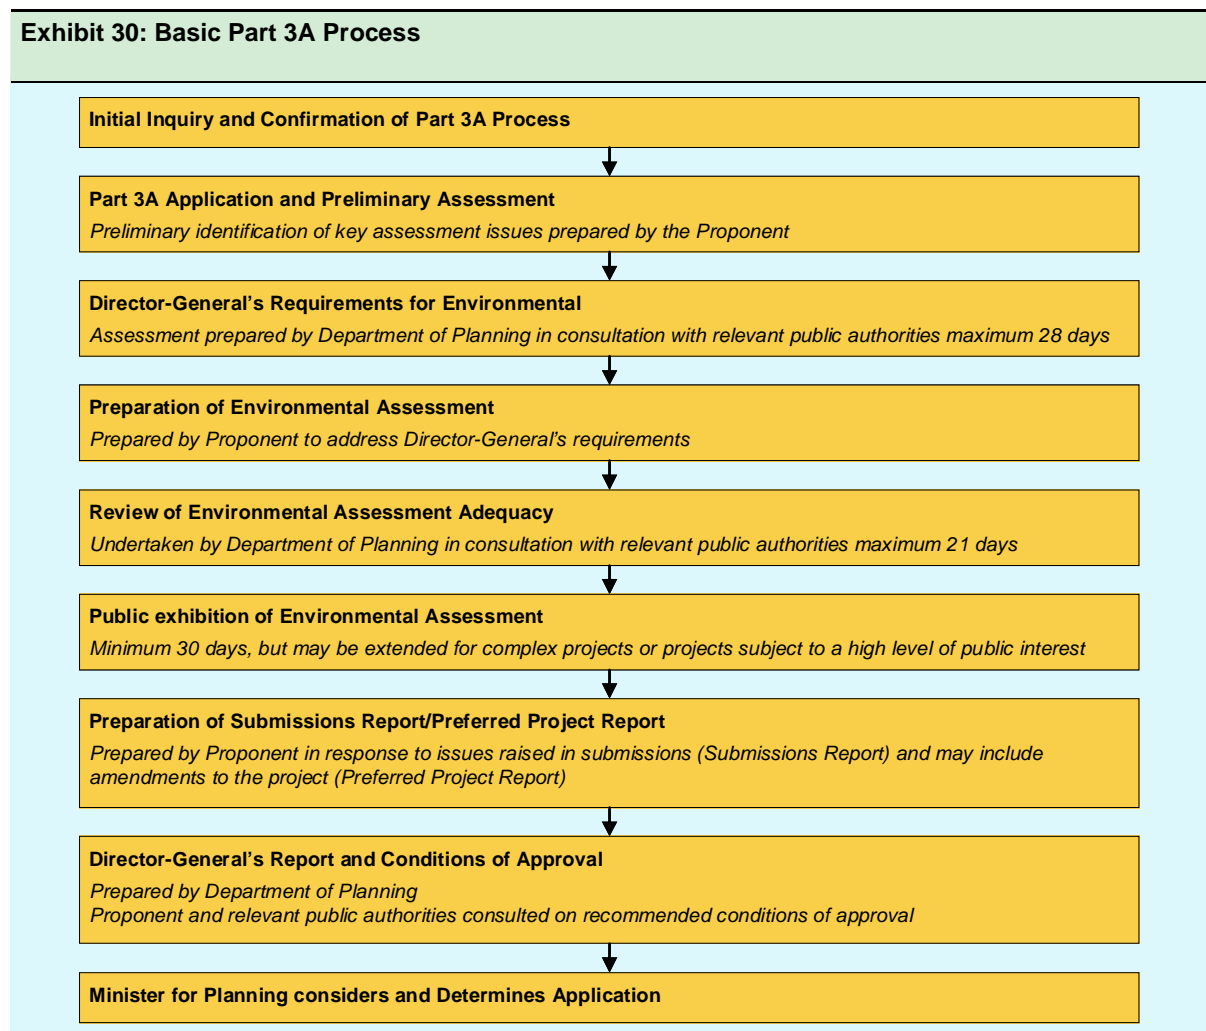 Exhibit 30: Basic Part 3A Process
Initial Inquiry and Confirmation of Part 3A Process
Part 3A Application and Preliminary Assessment
Preliminary identification of key assessment issues prepared by the Proponent
Director-General’s Requirements for Environmental
Assessment prepared by Department of Planning in consultation with relevant public authorities maximum 28 days
Preparation of Environmental Assessment
Prepared by Proponent to address Director-General’s requirements
Review of Environmental Assessment Adequacy
Undertaken by Department of Planning in consultation with relevant public authorities maximum 21 days
Public exhibition of Environmental Assessment
Minimum 30 days, but may be extended for complex projects or projects subject to a high level of public interest
Preparation of Submissions Report/Preferred Project Report
Prepared by Proponent in response to issues raised in submissions (Submissions Report) and may include
amendments to the project (Preferred Project Report)
Director-General’s Report and Conditions of Approval
Prepared by Department of Planning
Proponent and relevant public authorities consulted on recommended conditions of approval
Minister for Planning considers and Determines Application